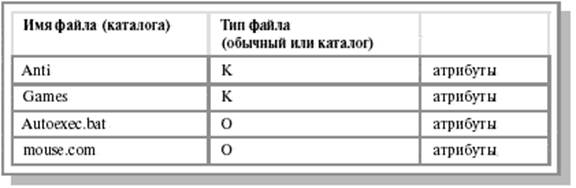 Имя файла (каталога) Тип файла
(обычный или каталог)
Anti К атрибуты
Games К атрибуты
Autoexec.bat О атрибуты
mouse.com О атрибуты